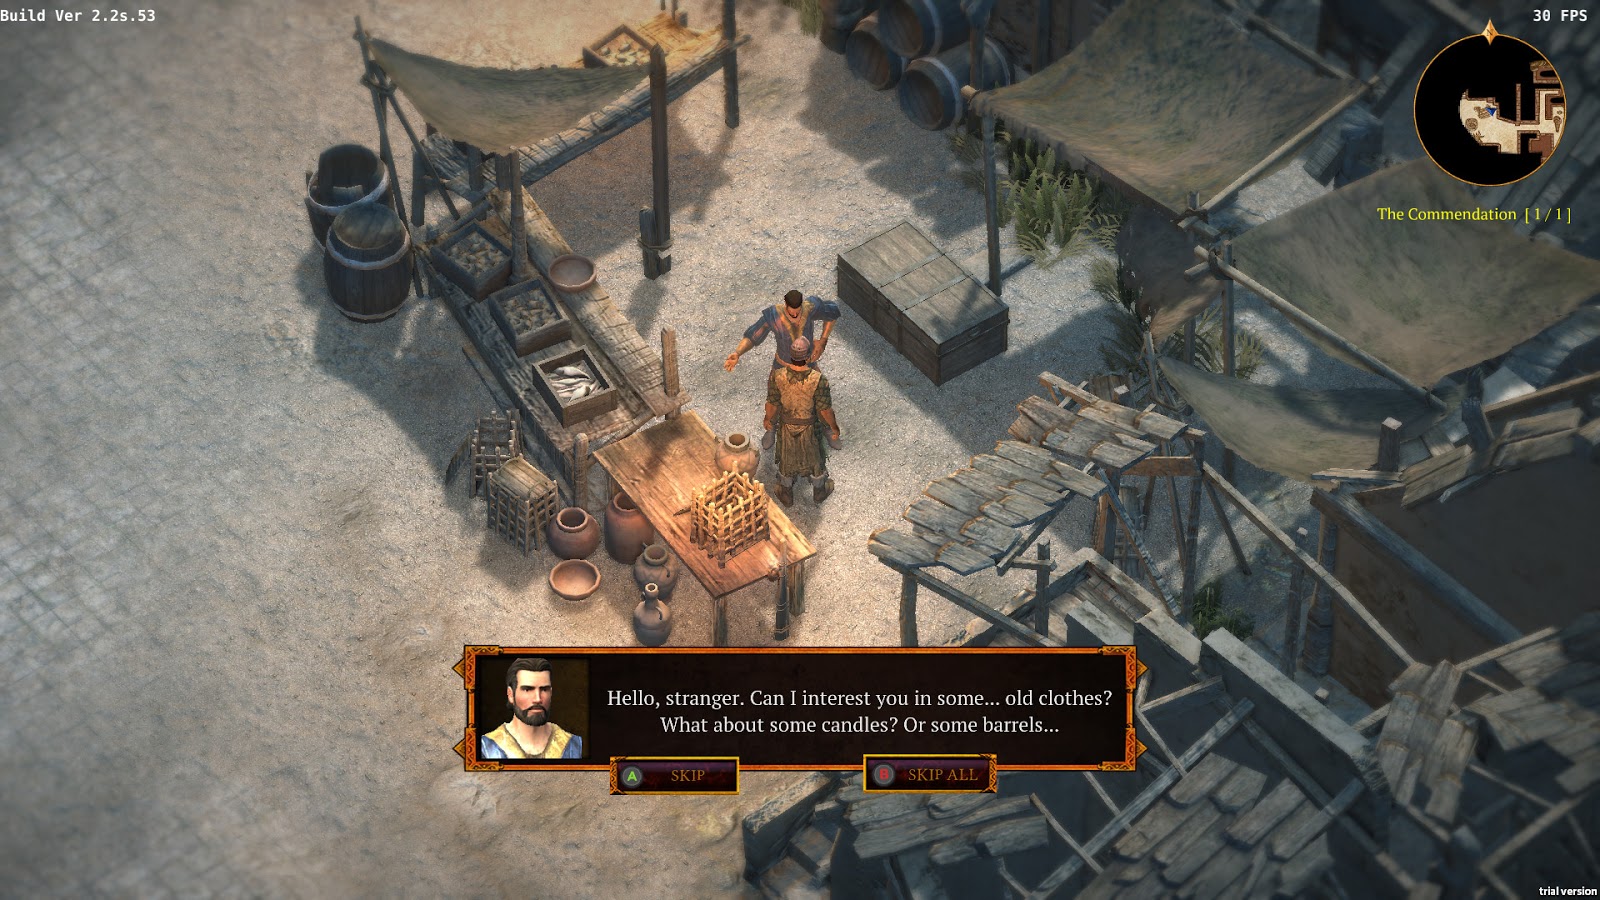 Build Ver 2.2s.53
30 FPS
The Commendation [ 1 / 1 ]
Hello, stranger. Can I interest you in some... old clothes?
What about some candles? Or some barrels...
A SKIP
B SKIP ALL
trial version